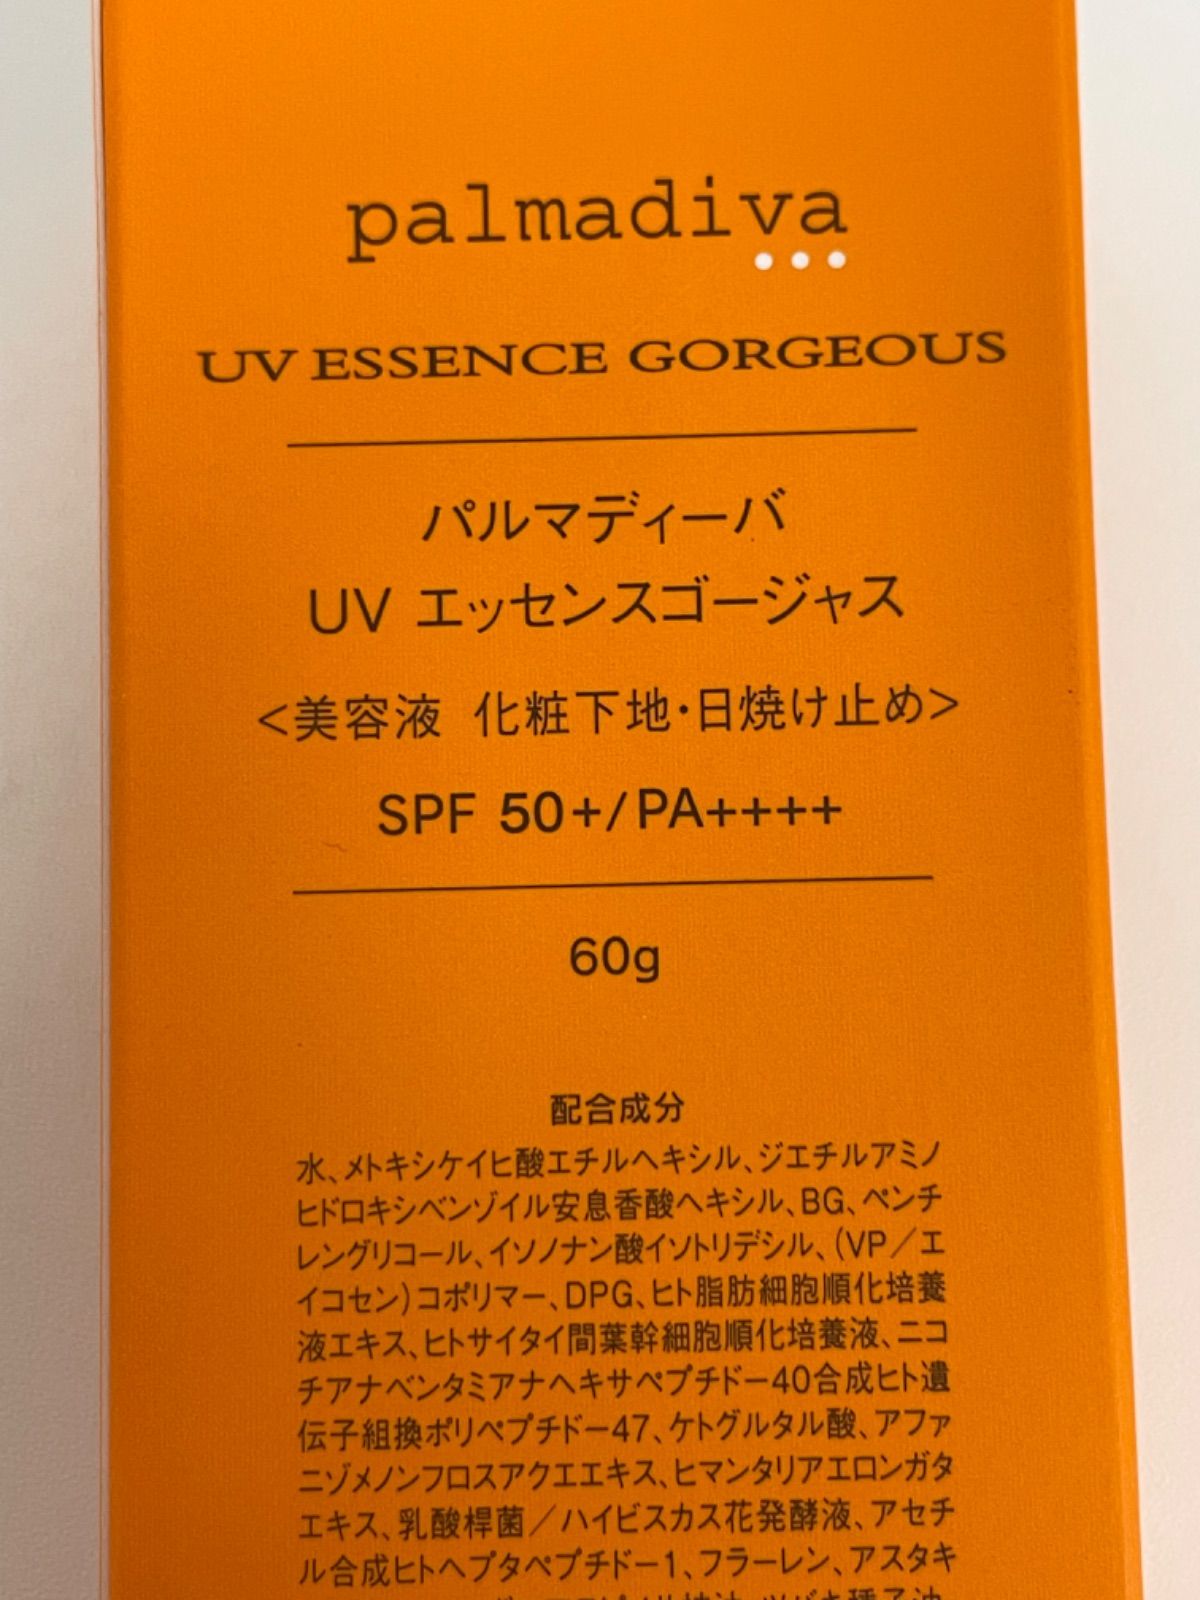 palmadiva
UV ESSENCE GORGEOUS
パルマディーバ
UV エッセンスゴージャス
<美容液 化粧下地・日焼け止め>
SPF 50+/PA++++
60g
配合成分
水、メトキシケイヒ酸エチルヘキシル、ジエチルアミノ
ヒドロキシベンゾイル安息香酸ヘキシル、BG、ペンチ
レングリコール、イソノナン酸イソトリデシル、(VP/エ
イコセン)コポリマー、DPG、ヒト脂肪細胞順化培養
液エキス、ヒトサイタイ間葉幹細胞順化培養液、ニコ
チアナベンタミアナヘキサペプチドー40合成ヒト遺
伝子組換ポリペプチドー47、ケトグルタル酸、アファ
ニゾメノンフロスアクエエキス、ヒマンタリアエロンガタ
エキス、乳酸桿菌/ハイビスカス花発酵液、アセチ
ル合成ヒトヘプタペプチドー1、フラーレン、アスタキ